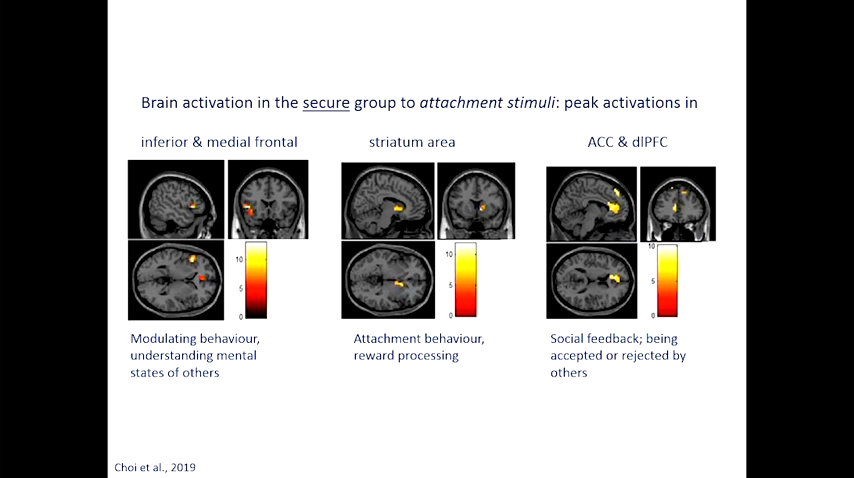 Brain activation in the secure group to attachment stimuli: peak activations in
inferior & medial frontal
striatum area
ACC & dlPFC
10
5
0
10
5
0
10
5
0
Modulating behaviour,
understanding mental
states of others
Attachment behaviour,
reward processing
Social feedback; being
accepted or rejected by
others
Choi et al., 2019